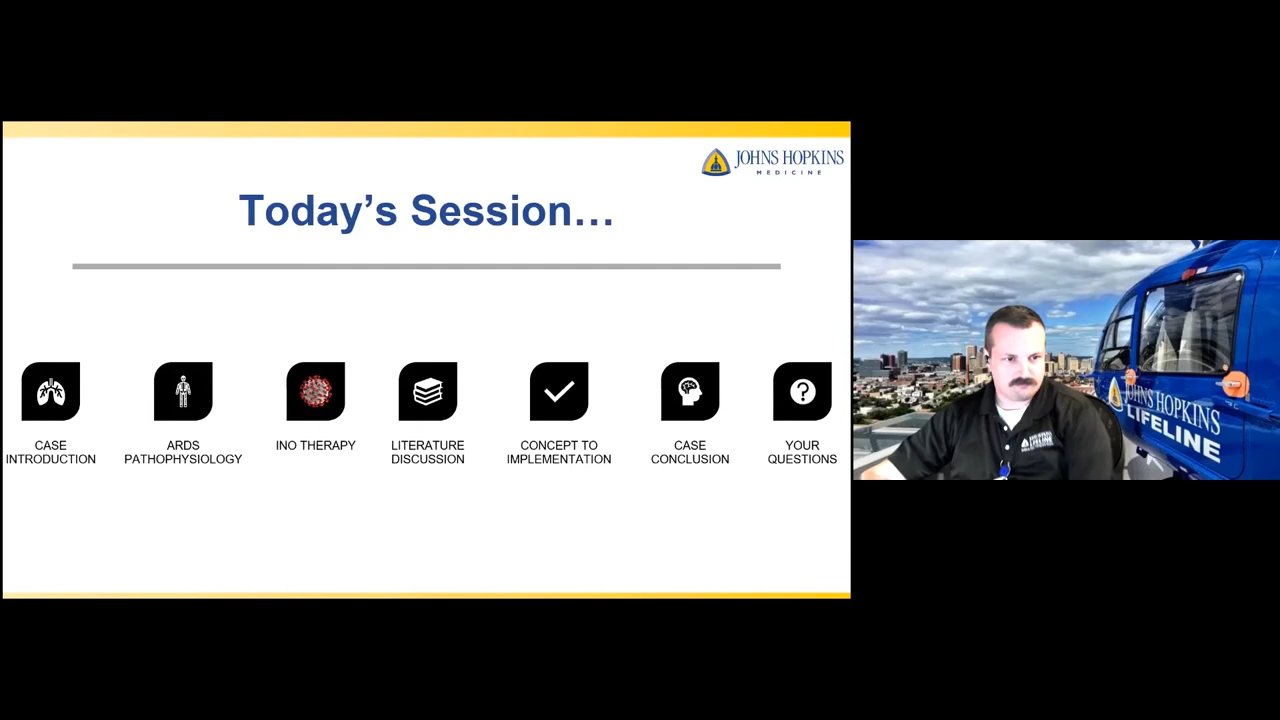 JOHNS HOPKINS
MEDICINE
Today’s Session…
CASE
INTRODUCTION
ARDS
PATHOPHYSIOLOGY
INO THERAPY
LITERATURE
DISCUSSION
CONCEPT TO
IMPLEMENTATION
CASE
CONCLUSION
YOUR
QUESTIONS
JOHNS HOPKINS
LIFELINE
LIFELINE